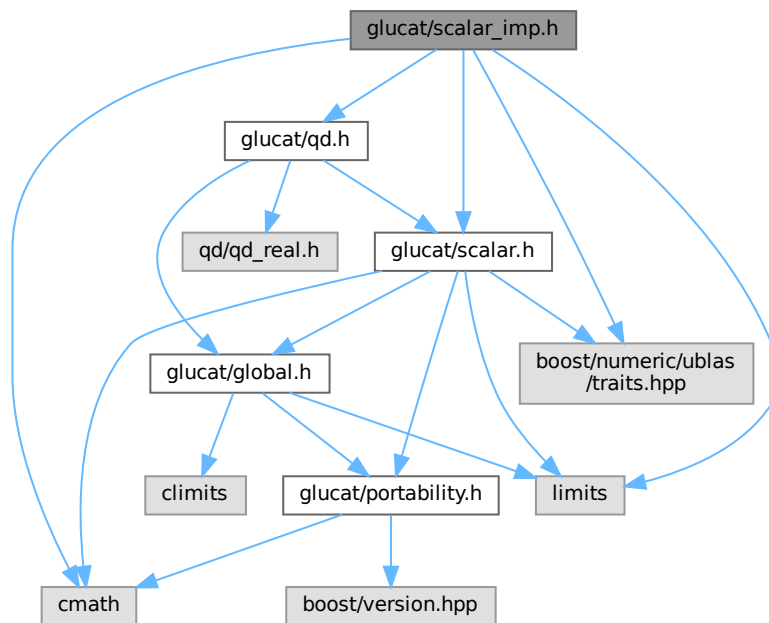 glucat/scalar_imp.h
glucat/qd.h
qd/qd_real.h
glucat/scalar.h
glucat/global.h
boost/numeric/ublas
/traits.hpp
climits
glucat/portability.h
limits
cmath
boost/version.hpp